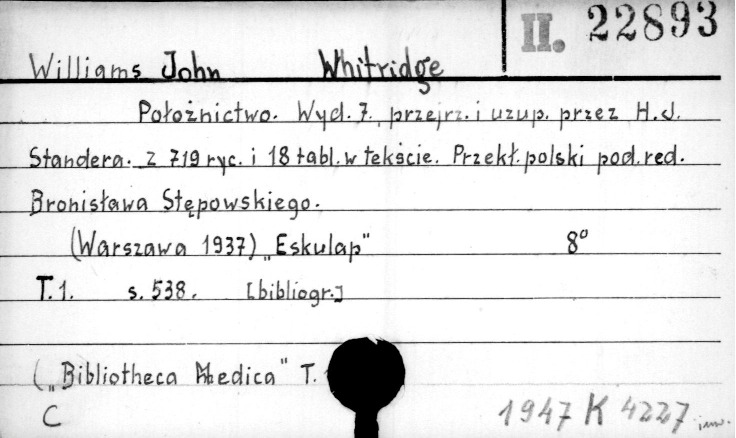 II. 22893
Williams John Whitridge
Położnictwo. Wyd. 7. przejrz. i uzup. przez H. J.
Standera. Z 719 ryc. i 18 tabl. w tekście. Przekł. polski pod. red.
Bronisława Stępowskiego.
(Warszawa 1937) „Eskulap" 8°
T. 1. s. 538. [bibliogr.]
(„Bibliotheca Medica" T.
C 1947 K 4227 inw.